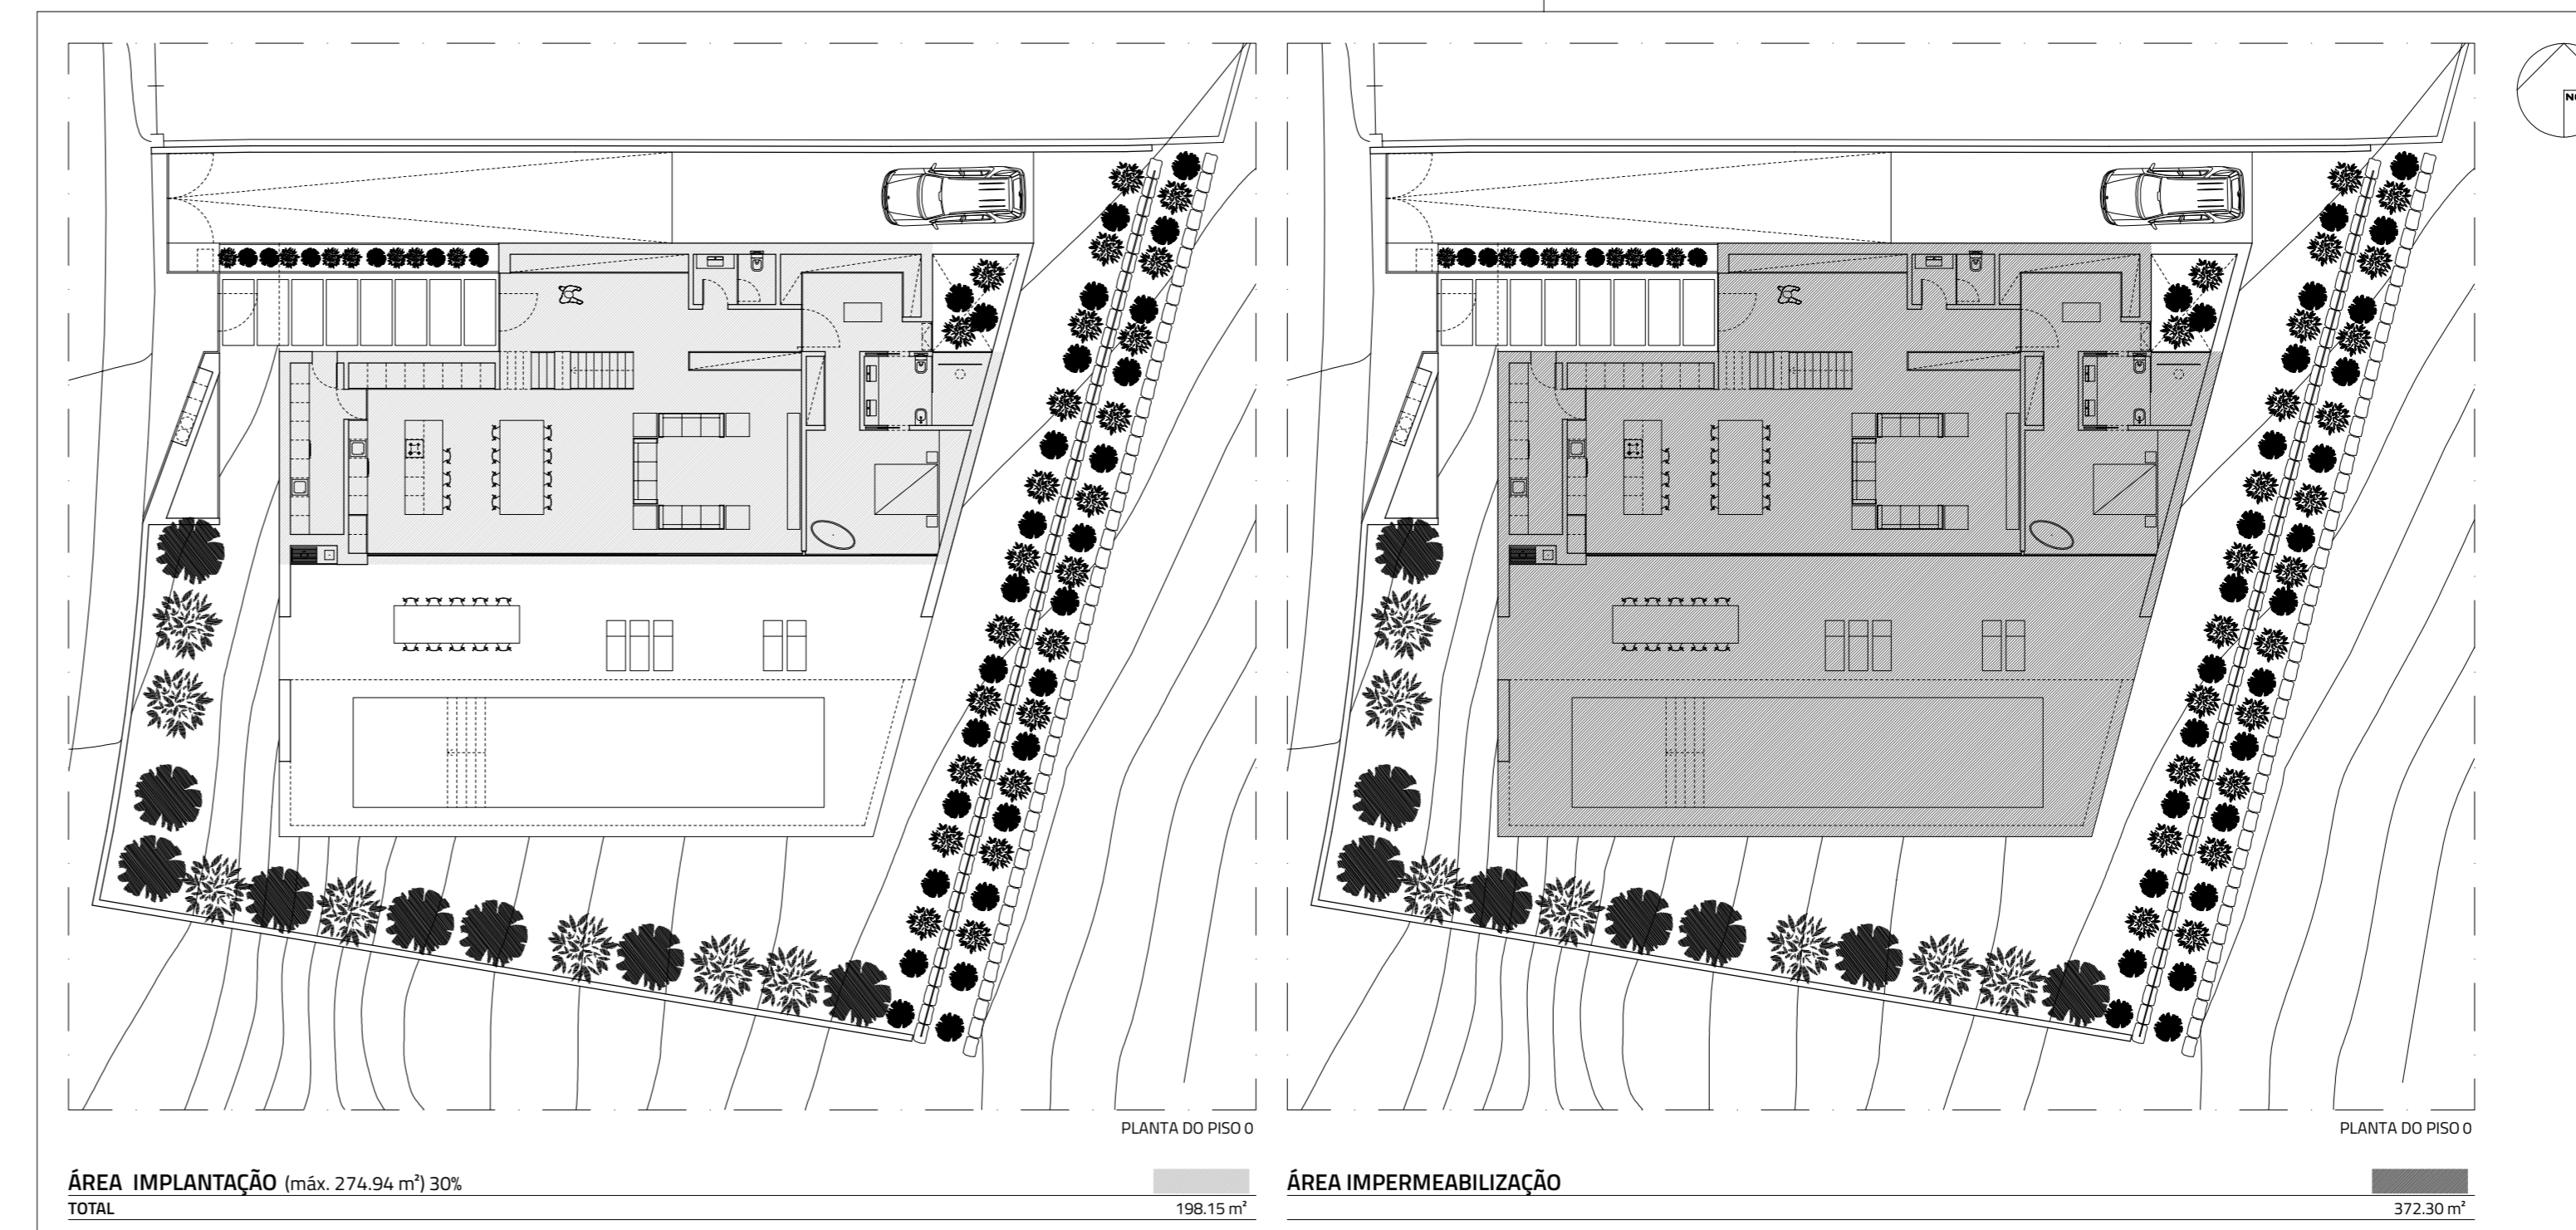 PLANTA DO PISO 0
PLANTA DO PISO 0
ÁREA IMPLANTAÇÃO (máx. 274.94 m²) 30%
TOTAL 198.15 m²
ÁREA IMPERMEABILIZAÇÃO
372.30 m²